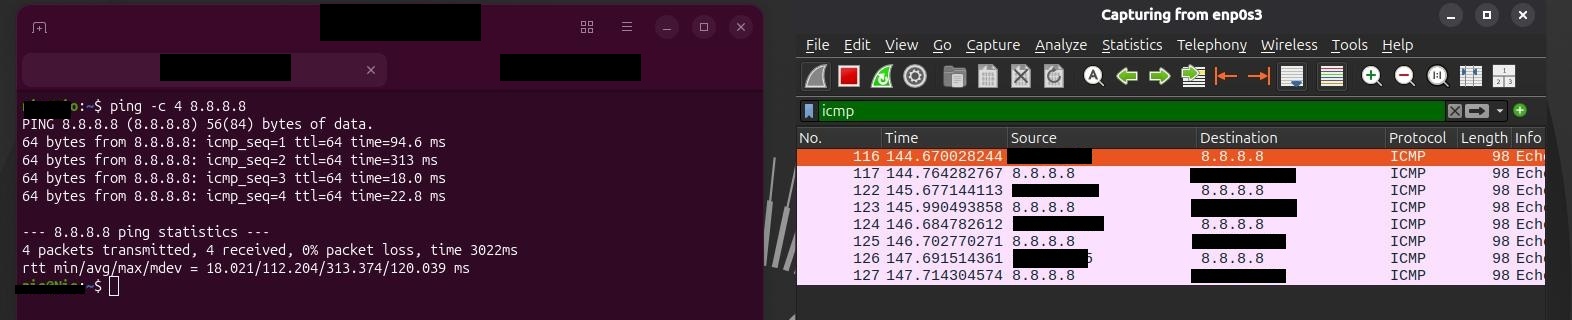 :~$ ping -c 4 8.8.8.8
PING 8.8.8.8 (8.8.8.8) 56(84) bytes of data.
64 bytes from 8.8.8.8: icmp_seq=1 ttl=64 time=94.6 ms
64 bytes from 8.8.8.8: icmp_seq=2 ttl=64 time=313 ms
64 bytes from 8.8.8.8: icmp_seq=3 ttl=64 time=18.0 ms
64 bytes from 8.8.8.8: icmp_seq=4 ttl=64 time=22.8 ms
--- 8.8.8.8 ping statistics ---
4 packets transmitted, 4 received, 0% packet loss, time 3022ms
rtt min/avg/max/mdev = 18.021/112.204/313.374/120.039 ms
:~$
Capturing from enp0s3
File Edit View Go Capture Analyze Statistics Telephony Wireless Tools Help
icmp
No. Time Source Destination Protocol Length Info
116 144.670028244 8.8.8.8 ICMP 98 Echo
117 144.764282767 8.8.8.8 ICMP 98 Echo
122 145.677144113 8.8.8.8 ICMP 98 Echo
123 145.990493858 8.8.8.8 ICMP 98 Echo
124 146.684782612 8.8.8.8 ICMP 98 Echo
125 146.702770271 8.8.8.8 ICMP 98 Echo
126 147.691514361 8.8.8.8 ICMP 98 Echo
127 147.714304574 8.8.8.8 ICMP 98 Echo